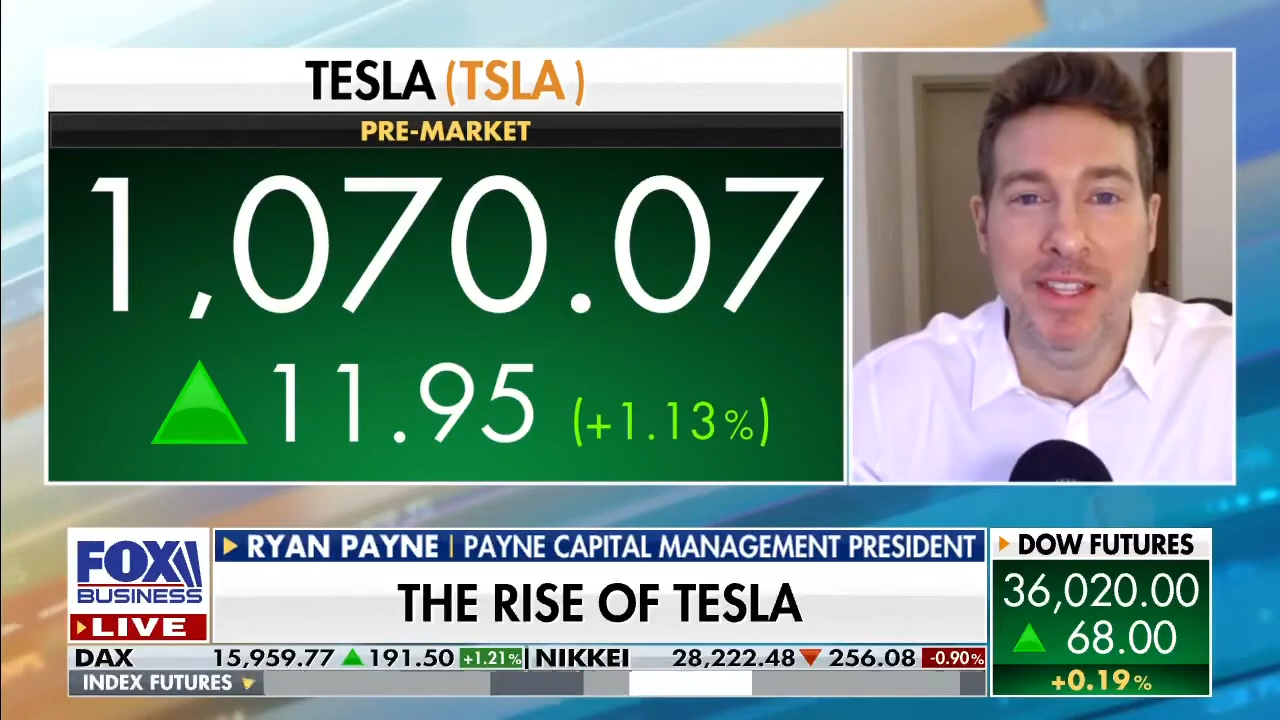 TESLA (TSLA )
PRE-MARKET
1,070.07
11.95 (+1.13%)
RYAN PAYNE | PAYNE CAPITAL MANAGEMENT PRESIDENT
THE RISE OF TESLA
FOX
BUSINESS
LIVE
DOW FUTURES
36,020.00
68.00
+0.19%
DAX 15,959.77 191.50 +1.21% NIKKEI 28,222.48 256.08 -0.90%
INDEX FUTURES